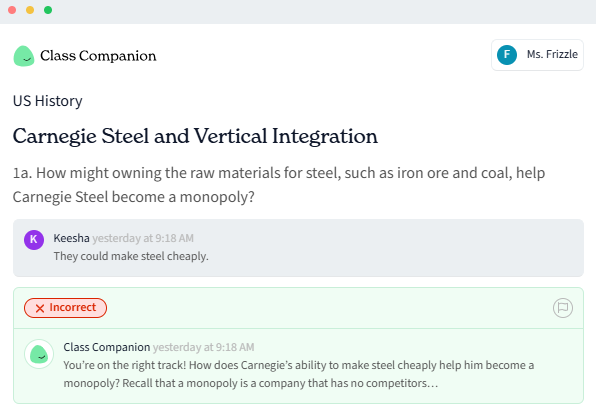 Class Companion
F Ms. Frizzle
US History
Carnegie Steel and Vertical Integration
1a. How might owning the raw materials for steel, such as iron ore and coal, help
Carnegie Steel become a monopoly?
K Keesha yesterday at 9:18 AM
They could make steel cheaply.
Incorrect
Class Companion yesterday at 9:18 AM
You're on the right track! How does Carnegie's ability to make steel cheaply help him become a
monopoly? Recall that a monopoly is a company that has no competitors…